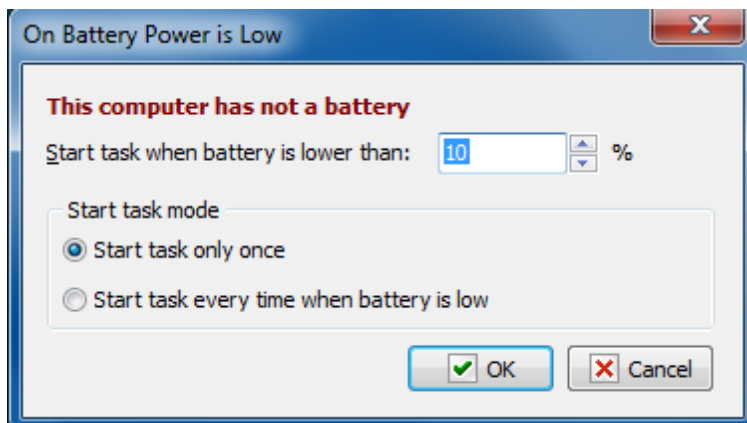 On Battery Power is Low
This computer has not a battery
Start task when battery is lower than: 10 %
Start task mode
Start task only once
Start task every time when battery is low
OK Cancel